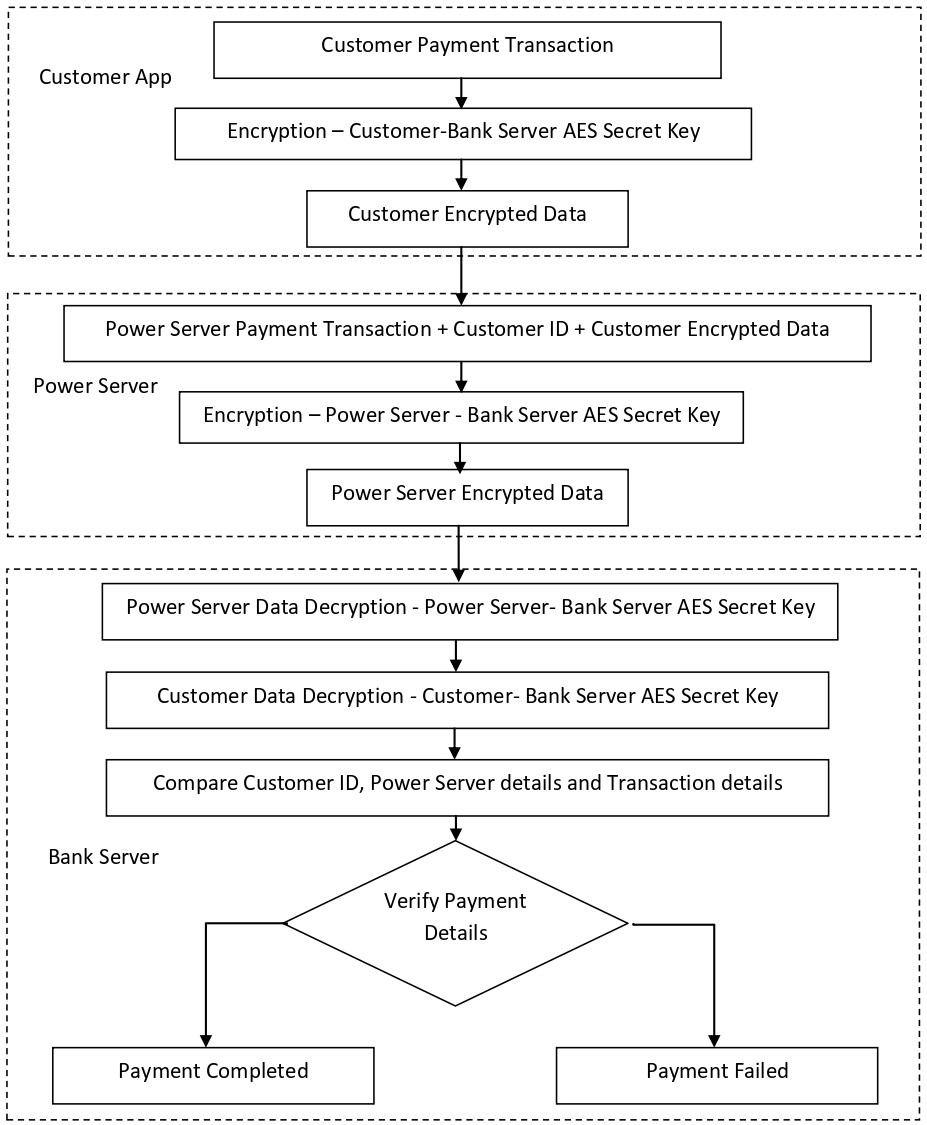 Customer Payment Transaction
Customer App
Encryption – Customer-Bank Server AES Secret Key
Customer Encrypted Data
Power Server Payment Transaction + Customer ID + Customer Encrypted Data
Power Server
Encryption – Power Server - Bank Server AES Secret Key
Power Server Encrypted Data
Power Server Data Decryption - Power Server- Bank Server AES Secret Key
Customer Data Decryption - Customer- Bank Server AES Secret Key
Compare Customer ID, Power Server details and Transaction details
Bank Server
Verify Payment
Details
Payment Completed
Payment Failed